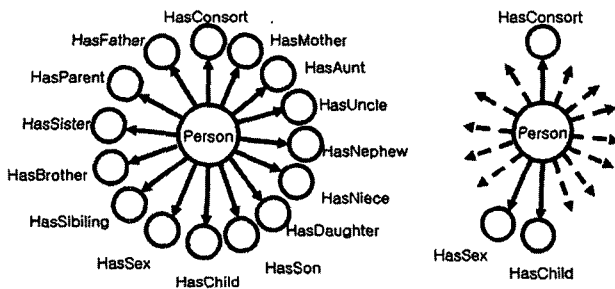 HasConsort
HasFather
HasMother
HasParent
HasAunt
HasSister
HasUncle
Person
HasBrother
HasNephew
HasSibiling
HasNiece
HasDaughter
HasSex
HasChild
HasSon
HasConsort
Person
HasSex
HasChild